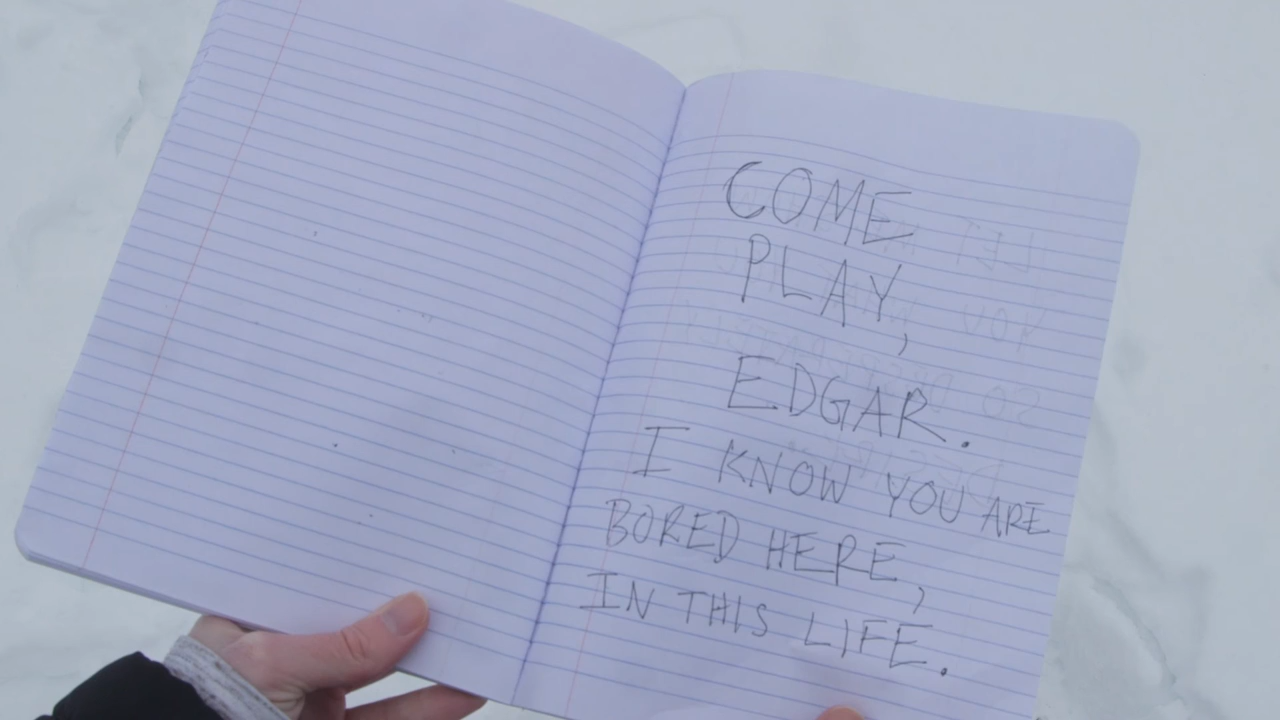 COME
PLAY,
EDGAR.
I KNOW YOU ARE
BORED HERE,
IN THIS LIFE.